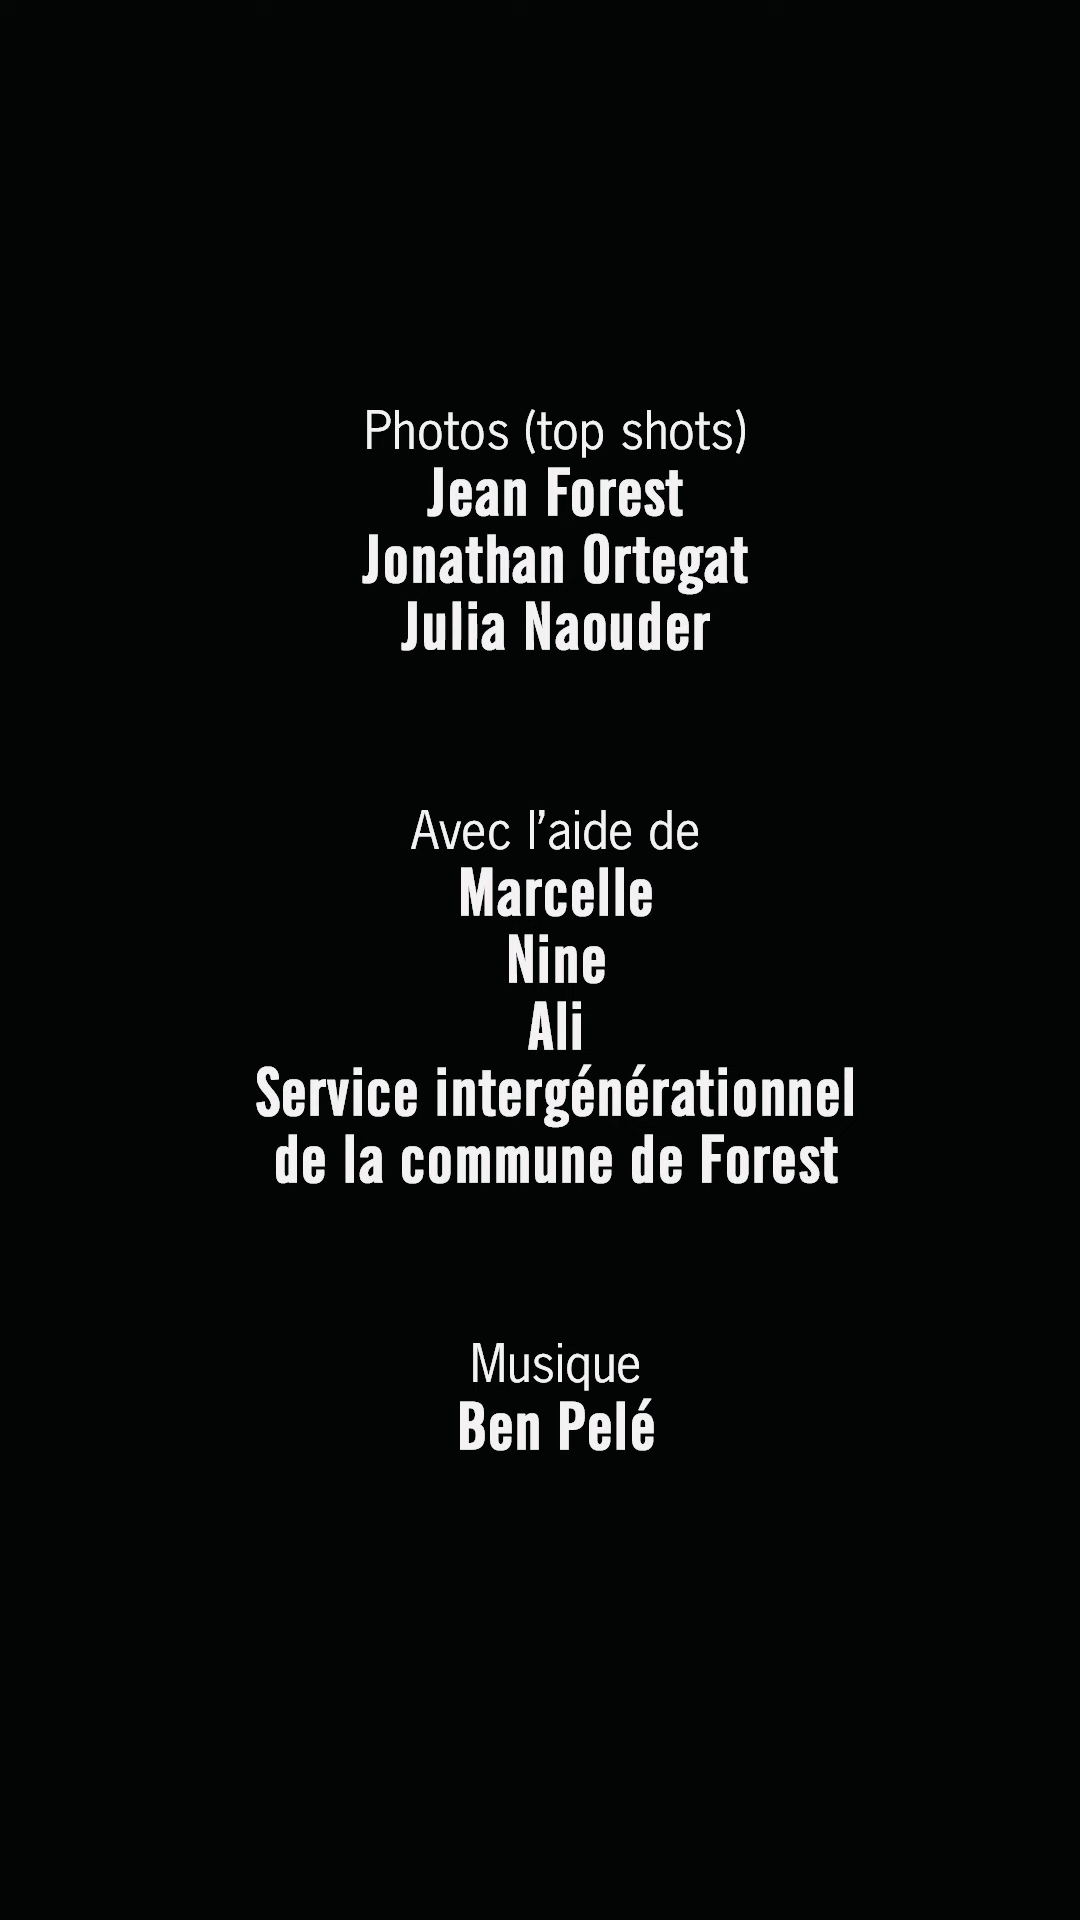 Photos (top shots)
Jean Forest
Jonathan Ortegat
Julia Naouder
Avec l’aide de
Marcelle
Nine
Ali
Service intergénérationnel
de la commune de Forest
Musique
Ben Pelé